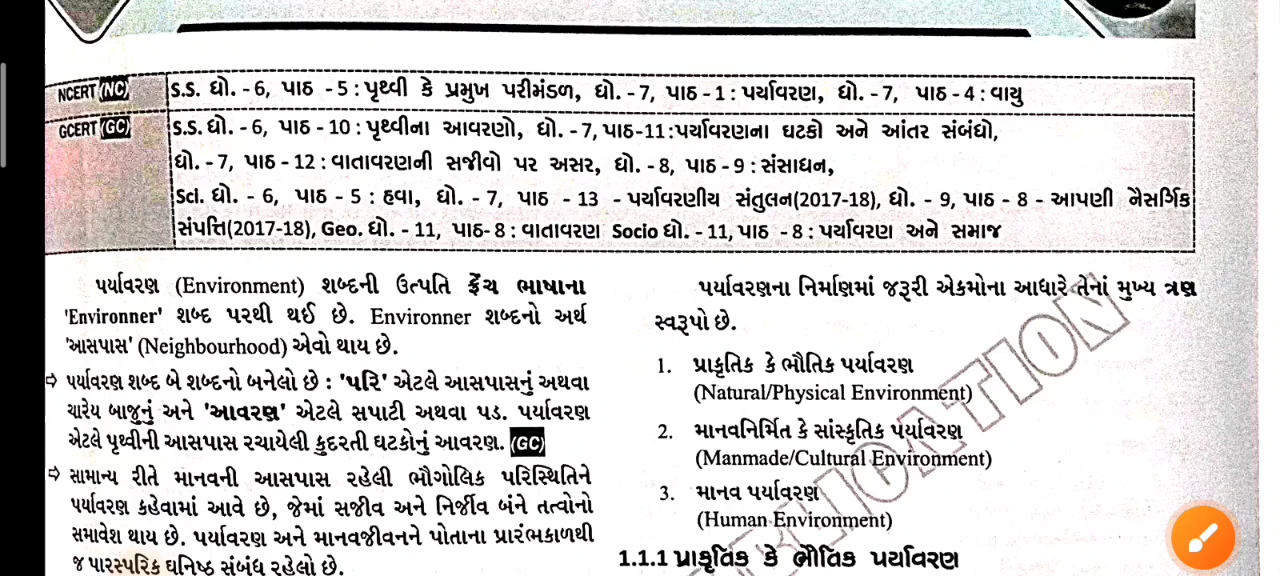 NCERT (NC) S.S. ધો. - 6, પાઠ - 5 : પૃથ્વી કે પ્રમુખ પરીમંડળ, ધો. - 7, પાઠ - 1 : પર્યાવરણ, ધો. - 7, પાઠ - 4 : વાયુ
GCERT (GC) S.S. ધો. - 6, પાઠ - 10 : પૃથ્વીના આવરણો, ધો. - 7, પાઠ-11 : પર્યાવરણના ઘટકો અને આંતર સંબંધો,
ધો. - 7, પાઠ - 12 : વાતાવરણની સજીવો પર અસર, ધો. - 8, પાઠ - 9 : સંસાધન,
Sci. ધો. - 6, પાઠ - 5 : હવા, ધો. - 7, પાઠ - 13 - પર્યાવરણીય સંતુલન(2017-18), ધો. - 9, પાઠ - 8 - આપણી નૈસર્ગિક
સંપત્તિ(2017-18), Geo. ધો. - 11, પાઠ- 8 : વાતાવરણ Socio ધો. - 11, પાઠ - 8 : પર્યાવરણ અને સમાજ
પર્યાવરણ (Environment) શબ્દની ઉત્પતિ ફ્રેંચ ભાષાના
'Environner' શબ્દ પરથી થઈ છે. Environner શબ્દનો અર્થ
'આસપાસ' (Neighbourhood) એવો થાય છે.
⇨ પર્યાવરણ શબ્દ બે શબ્દનો બનેલો છે : 'પરિ' એટલે આસપાસનું અથવા
ચારેય બાજુનું અને 'આવરણ' એટલે સપાટી અથવા પડ. પર્યાવરણ
એટલે પૃથ્વીની આસપાસ રચાયેલી કુદરતી ઘટકોનું આવરણ. (GC)
⇨ સામાન્ય રીતે માનવની આસપાસ રહેલી ભૌગોલિક પરિસ્થિતિને
પર્યાવરણ કહેવામાં આવે છે, જેમાં સજીવ અને નિર્જીવ બંને તત્વોનો
સમાવેશ થાય છે. પર્યાવરણ અને માનવજીવનને પોતાના પ્રારંભકાળથી
જ પારસ્પરિક ઘનિષ્ઠ સંબંધ રહેલો છે.
પર્યાવરણના નિર્માણમાં જરૂરી એકમોના આધારે તેનાં મુખ્ય ત્રણ
સ્વરૂપો છે.
1. પ્રાકૃતિક કે ભૌતિક પર્યાવરણ
(Natural/Physical Environment)
2. માનવનિર્મિત કે સાંસ્કૃતિક પર્યાવરણ
(Manmade/Cultural Environment)
3. માનવ પર્યાવરણ
(Human Environment)
1.1.1 પ્રાકૃતિક કે ભૌતિક પર્યાવરણ